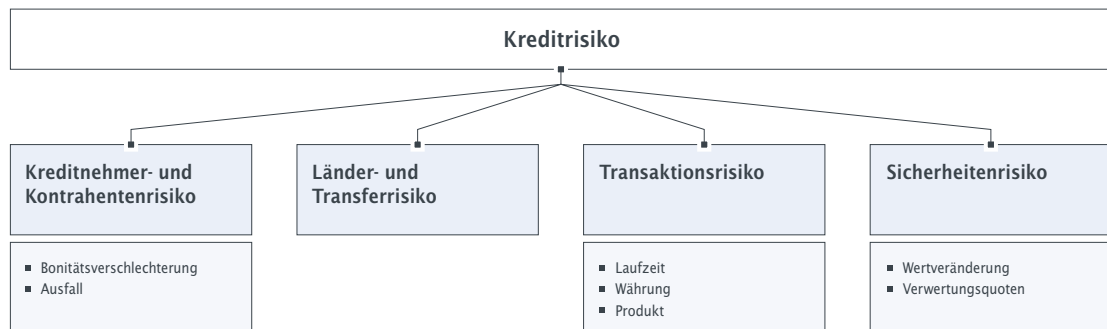 Kreditrisiko
Kreditnehmer- und
Kontrahentenrisiko
Bonitätsverschlechterung
Ausfall
Länder- und
Transferrisiko
Transaktionsrisiko
Laufzeit
Währung
Produkt
Sicherheitenrisiko
Wertveränderung
Verwertungsquoten